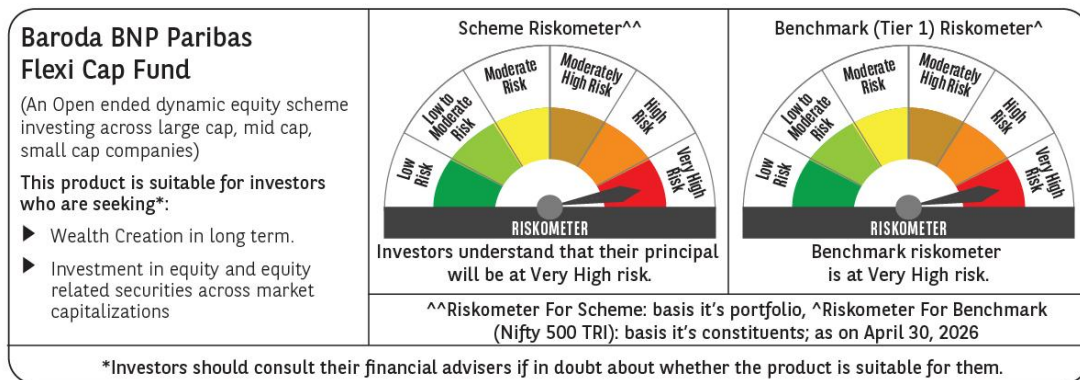 Baroda BNP Paribas
Flexi Cap Fund
(An Open ended dynamic equity scheme
investing across large cap, mid cap,
small cap companies)
This product is suitable for investors
who are seeking*:
▶ Wealth Creation in long term.
▶ Investment in equity and equity
related securities across market
capitalizations
Scheme Riskometer^^
Low
Risk
Low to
Moderate
Risk
Moderate
Risk
Moderately
High Risk
High
Risk
Very High
Risk
RISKOMETER
Investors understand that their principal
will be at Very High risk.
Benchmark (Tier 1) Riskometer^
Low
Risk
Low to
Moderate
Risk
Moderate
Risk
Moderately
High Risk
High
Risk
Very High
Risk
RISKOMETER
Benchmark riskometer
is at Very High risk.
^^Riskometer For Scheme: basis it's portfolio, ^Riskometer For Benchmark
(Nifty 500 TRI): basis it's constituents; as on April 30, 2026
*Investors should consult their financial advisers if in doubt about whether the product is suitable for them.